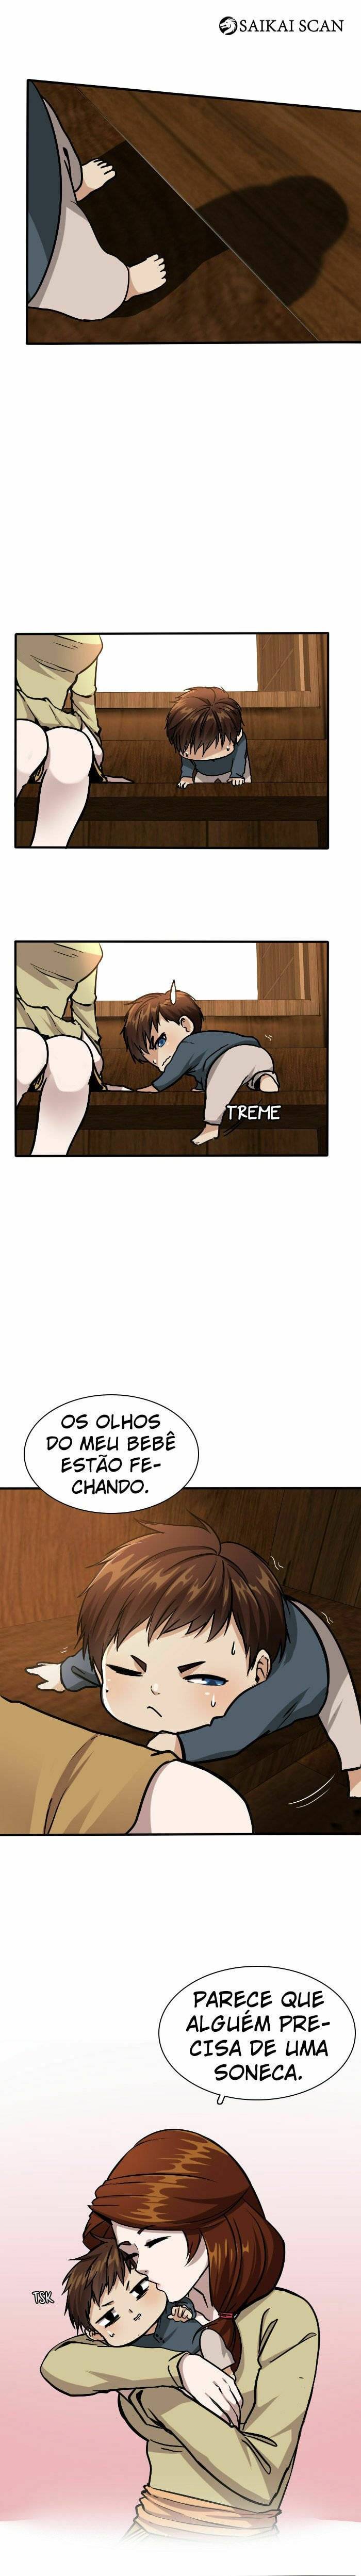 SAIKAI SCAN
TREME
OS OLHOS
DO MEU BEBÊ
ESTÃO FE-
CHANDO.
PARECE QUE
ALGUÉM PRE-
CISA DE UMA
SONECA.
TSK